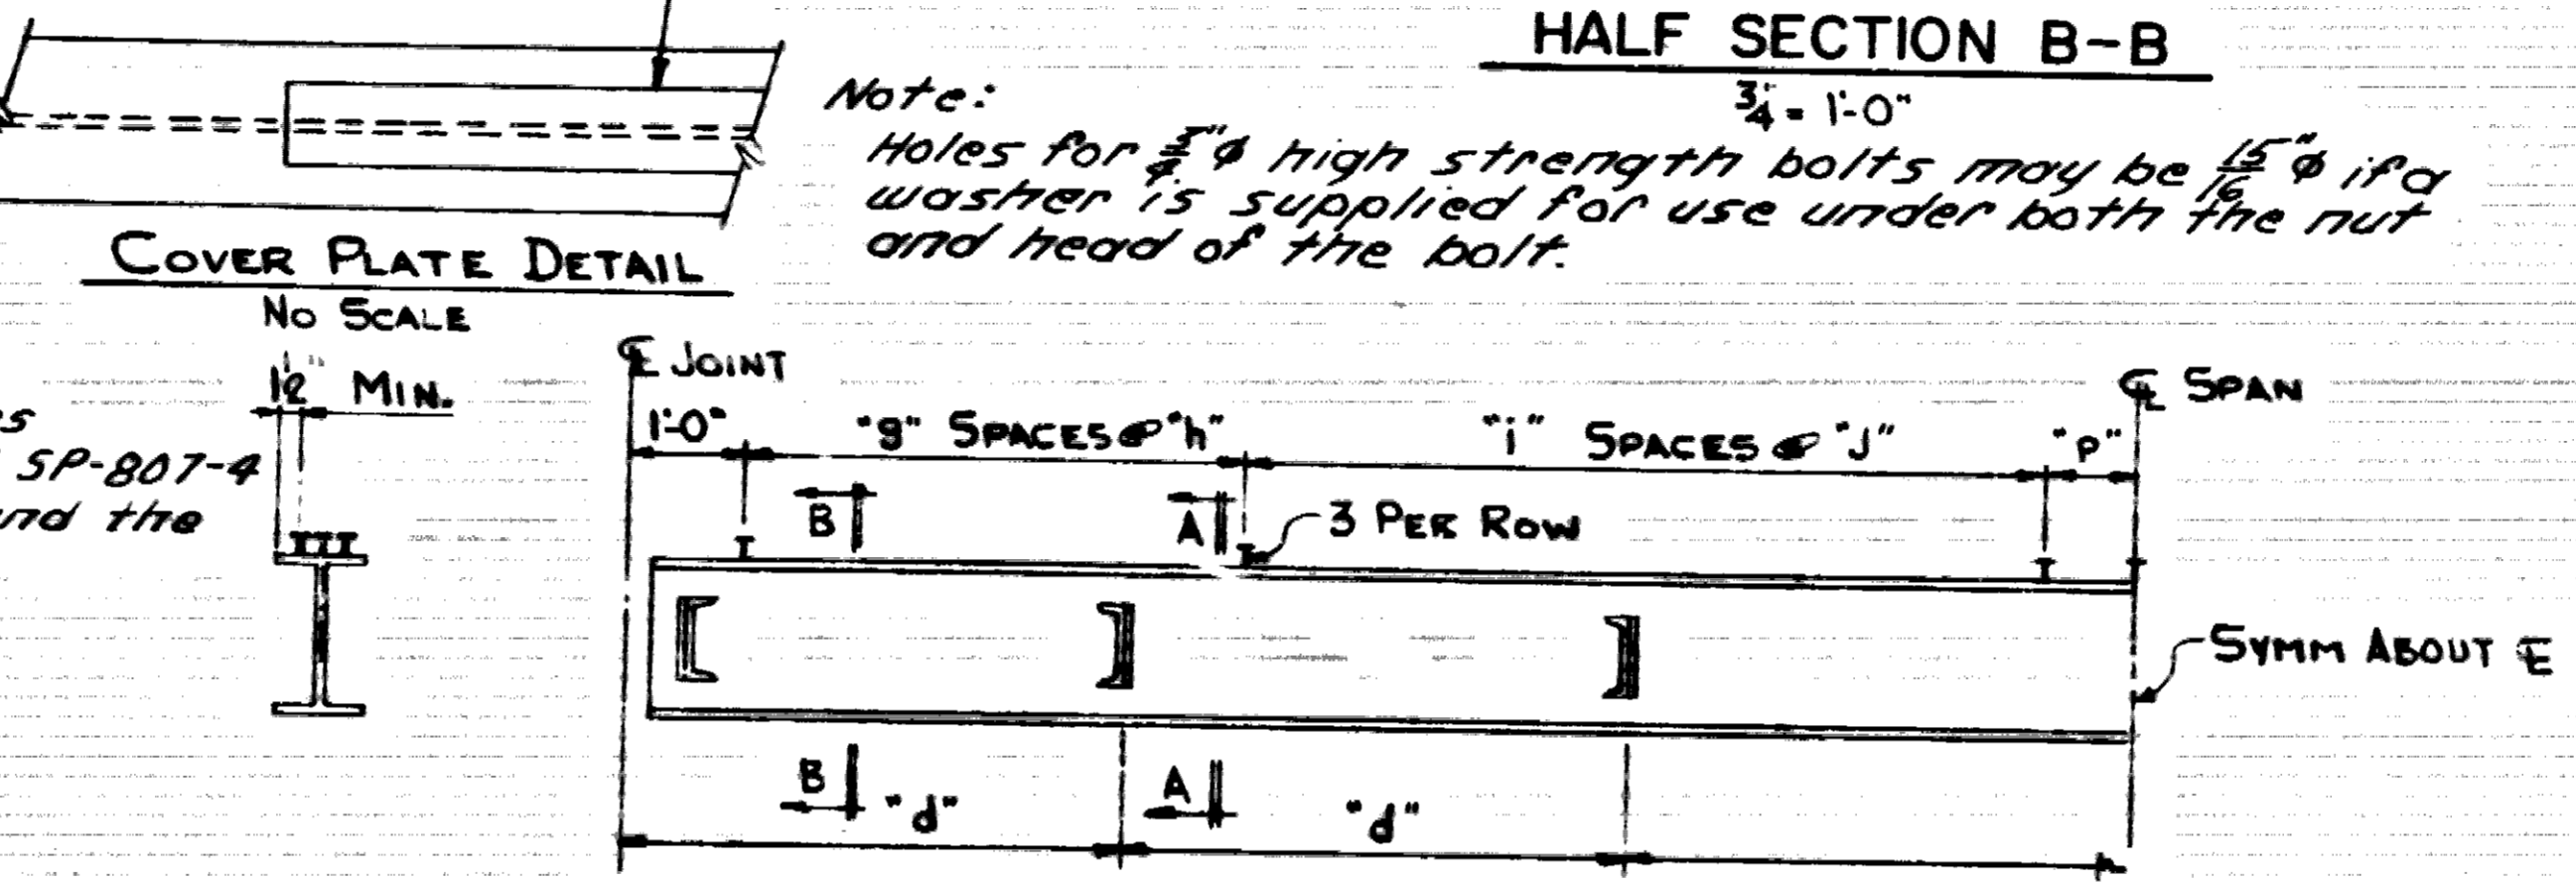 HALF SECTION B-B
3/4" = 1'-0"
Note:
Holes for 3/4" ϕ high strength bolts may be 15/16" ϕ if a
washer is supplied for use under both the nut
and head of the bolt.
COVER PLATE DETAIL
NO SCALE
1 1/2" MIN.
SP-807-4
the
℄ JOINT
℄ SPAN
1'-0"
"g" SPACES @ "h"
"i" SPACES @ "J"
"P"
B
A
3 PER ROW
SYMM ABOUT ℄
B
"d"
A
"d"